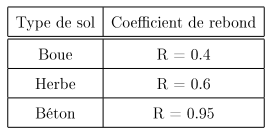 Type de sol Coefficient de rebond
Boue R = 0.4
Herbe R = 0.6
Béton R = 0.95